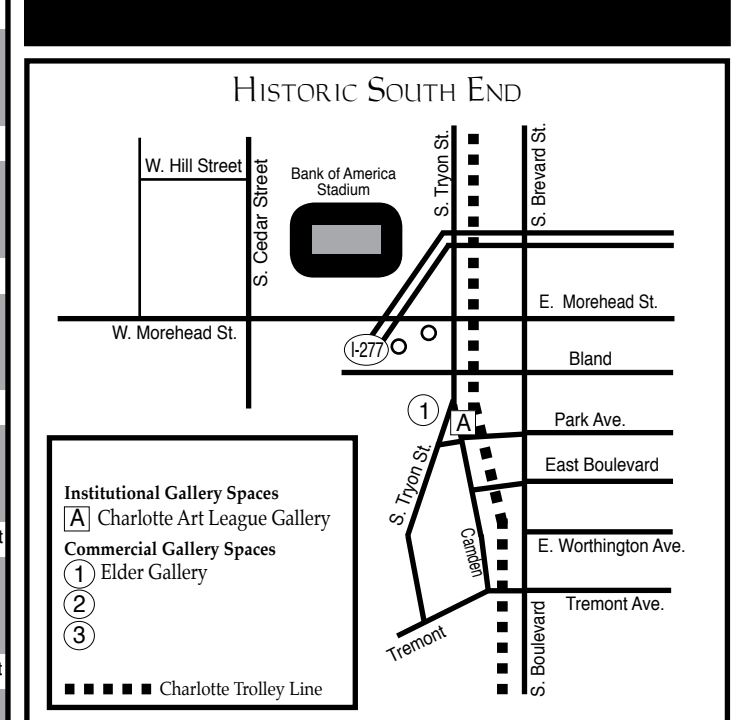 HISTORIC SOUTH END
W. Hill Street
S. Cedar Street
Bank of America
Stadium
S. Tryon St.
S. Brevard St.
E. Morehead St.
W. Morehead St.
I-277
Bland
1
A
Park Ave.
S. Tryon St.
East Boulevard
Camden
E. Worthington Ave.
Tremont Ave.
Tremont
S. Boulevard
Institutional Gallery Spaces
A Charlotte Art League Gallery
Commercial Gallery Spaces
1 Elder Gallery
2
3
Charlotte Trolley Line